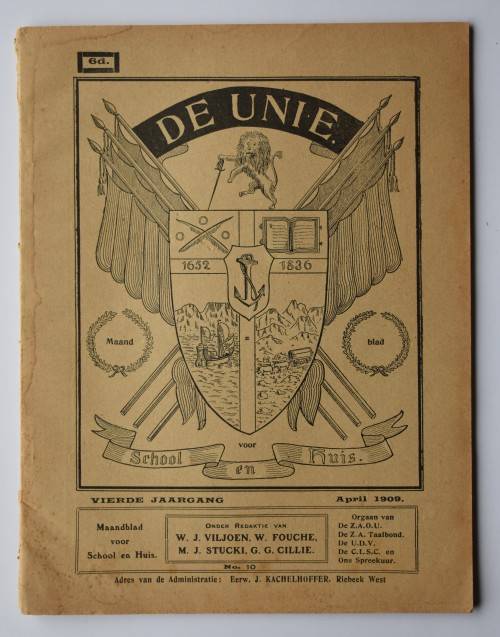 6d.
DE UNIE.
1652 1836
Maand blad
voor
School en Huis.
VIERDE JAARGANG April 1909.
Maandblad
voor
School en Huis.
Onder Redaktie van
W. J. VILJOEN, W. FOUCHE,
M. J. STUCKI, G. G. CILLIE.
No. 10
Orgaan van
De Z.A.O.U.
De Z.A. Taalbond.
De U.D.V.
De C.I.S.C. en
Ons Spreekuur.
Adres van de Administratie: Eerw. J. KACHELHOFFER, Riebeek West